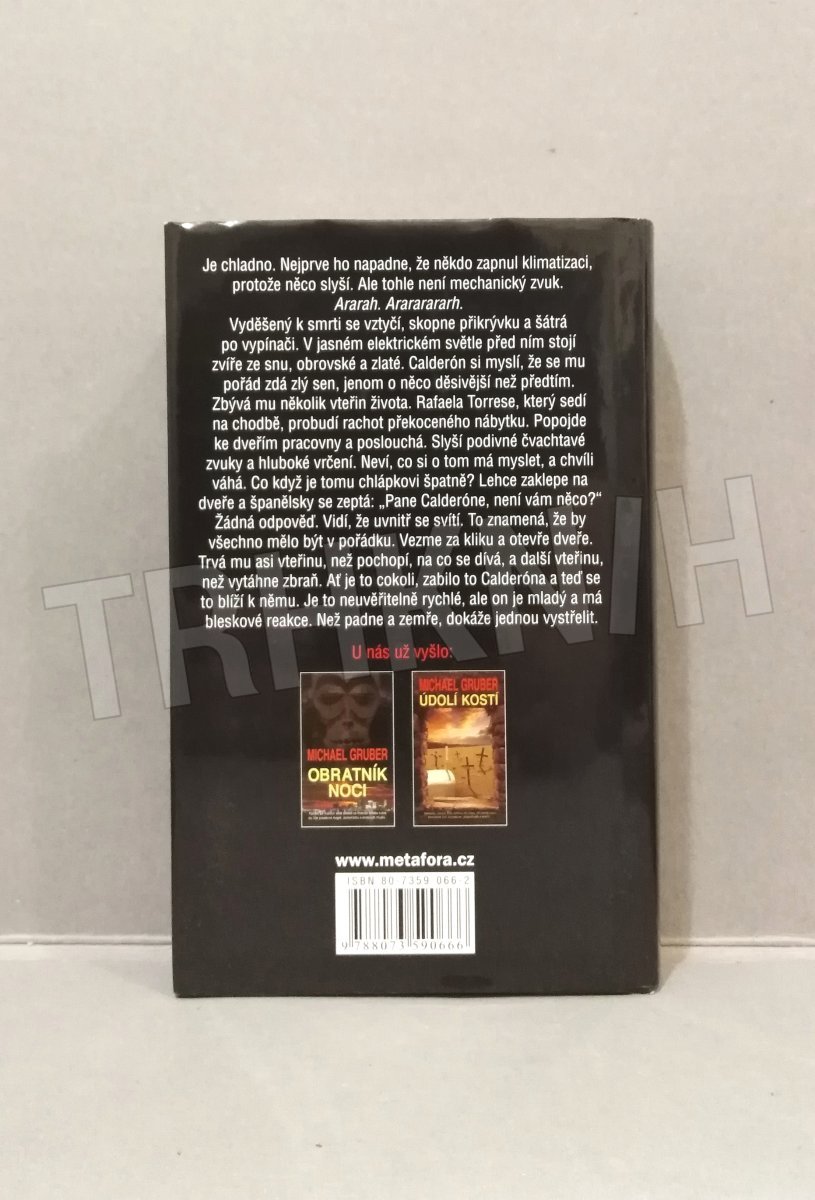 Je chladno. Nejprve ho napadne, že někdo zapnul klimatizaci,
protože něco slyší. Ale tohle není mechanický zvuk.
Ararah. Ararararárh.
Vyděšený k smrti se vztyčí, skopne přikrývku a šátrá
po vypínači. V jasném elektrickém světle před ním stojí
zvíře ze snu, obrovské a zlaté. Calderón si myslí, že se mu
pořád zdá zlý sen, jenom o něco děsivější než předtím.
Zbývá mu několik vteřin života. Rafaela Torrese, který sedí
na chodbě, probudí rachot překoceného nábytku. Popojde
ke dveřím pracovny a poslouchá. Slyší podivné čvachtavé
zvuky a hluboké vrčení. Neví, co si o tom má myslet, a chvíli
váhá. Co když je tomu chlápkovi špatně? Lehce zaklepe na
dveře a španělsky se zeptá: „Pane Calderóne, není vám něco?“
Žádná odpověď. Vidí, že uvnitř se svítí. To znamená, že by
všechno mělo být v pořádku. Vezme za kliku a otevře dveře.
Trvá mu asi vteřinu, než pochopí, na co se dívá, a další vteřinu,
než vytáhne zbraň. Ať je to cokoli, zabilo to Calderóna a teď se
to blíží k němu. Je to neuvěřitelně rychlé, ale on je mladý a má
bleskové reakce. Než padne a zemře, dokáže jednou vystřelit.
TRHKNIH
U nás už vyšlo:
MICHAEL GRUBER
OBRATNÍK
NOCI
MICHAEL GRUBER
ÚDOLÍ KOSTÍ
www.metafora.cz
ISBN 80-7359-066-2
9 788073 590666